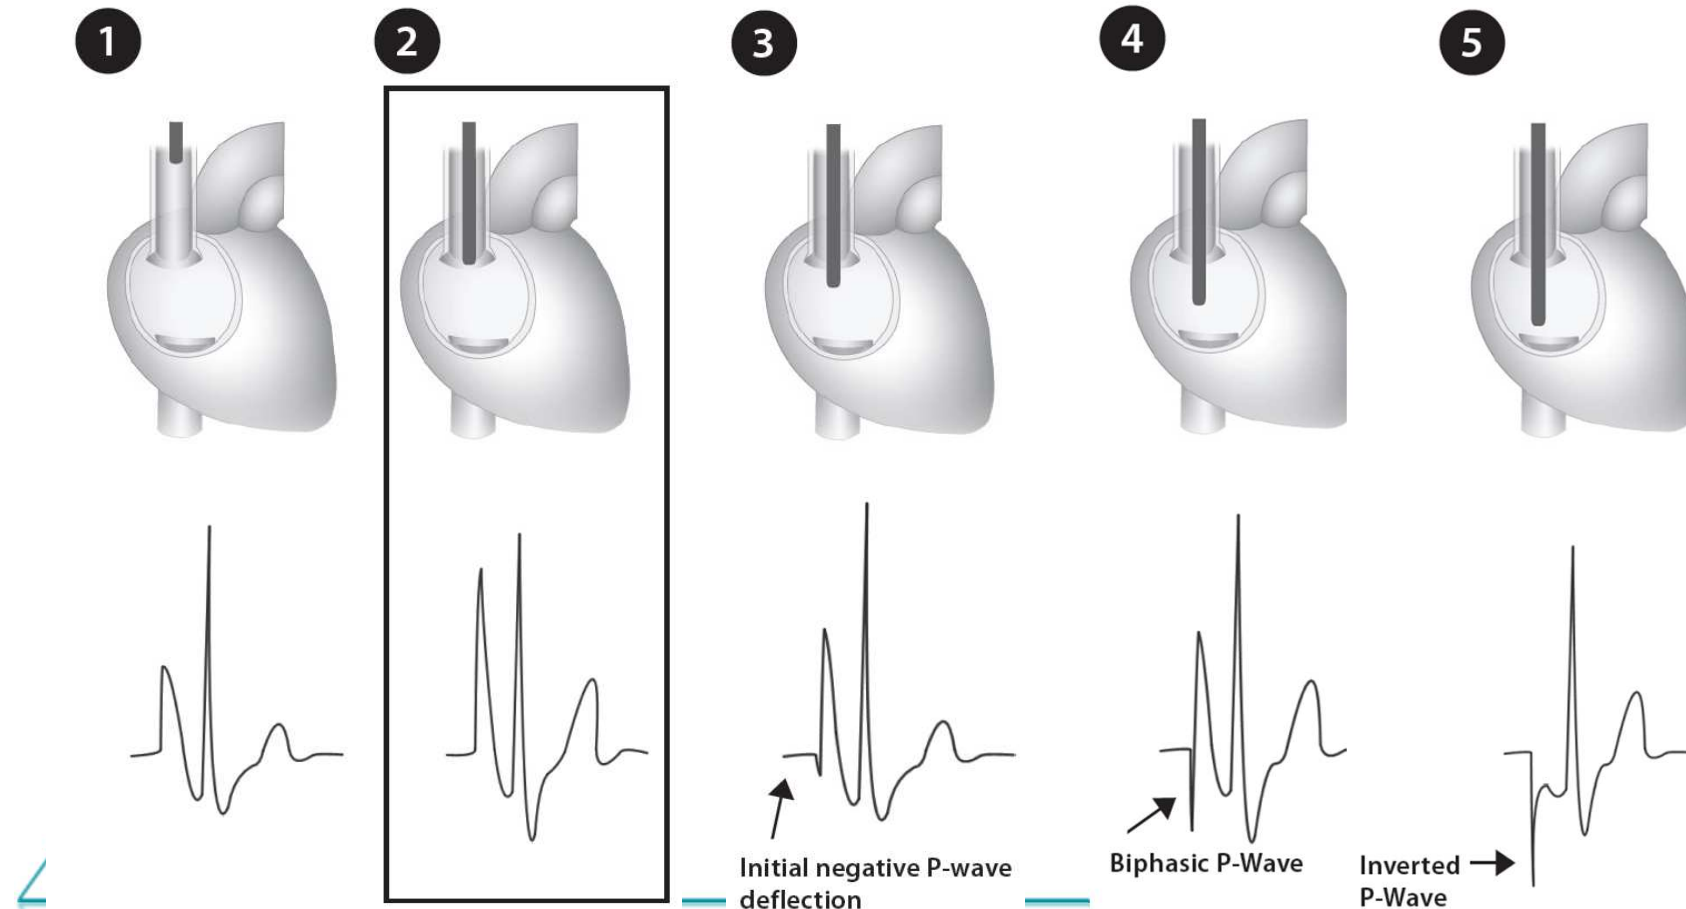 1
2
3
4
5
Initial negative P-wave
deflection
Biphasic P-Wave
Inverted
P-Wave